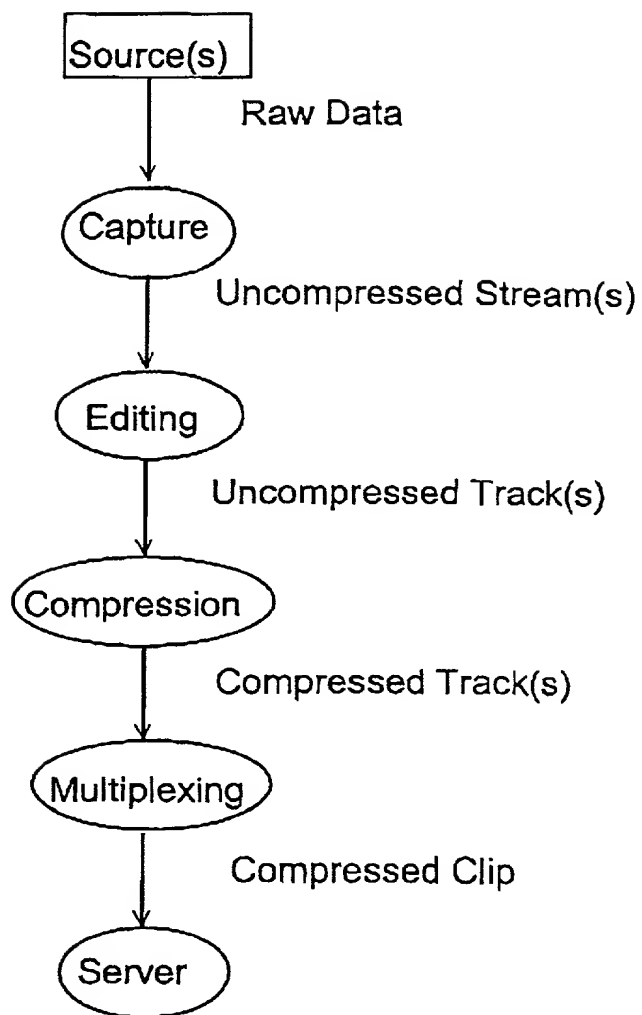 Source(s)
Raw Data
Capture
Uncompressed Stream(s)
Editing
Uncompressed Track(s)
Compression
Compressed Track(s)
Multiplexing
Compressed Clip
Server